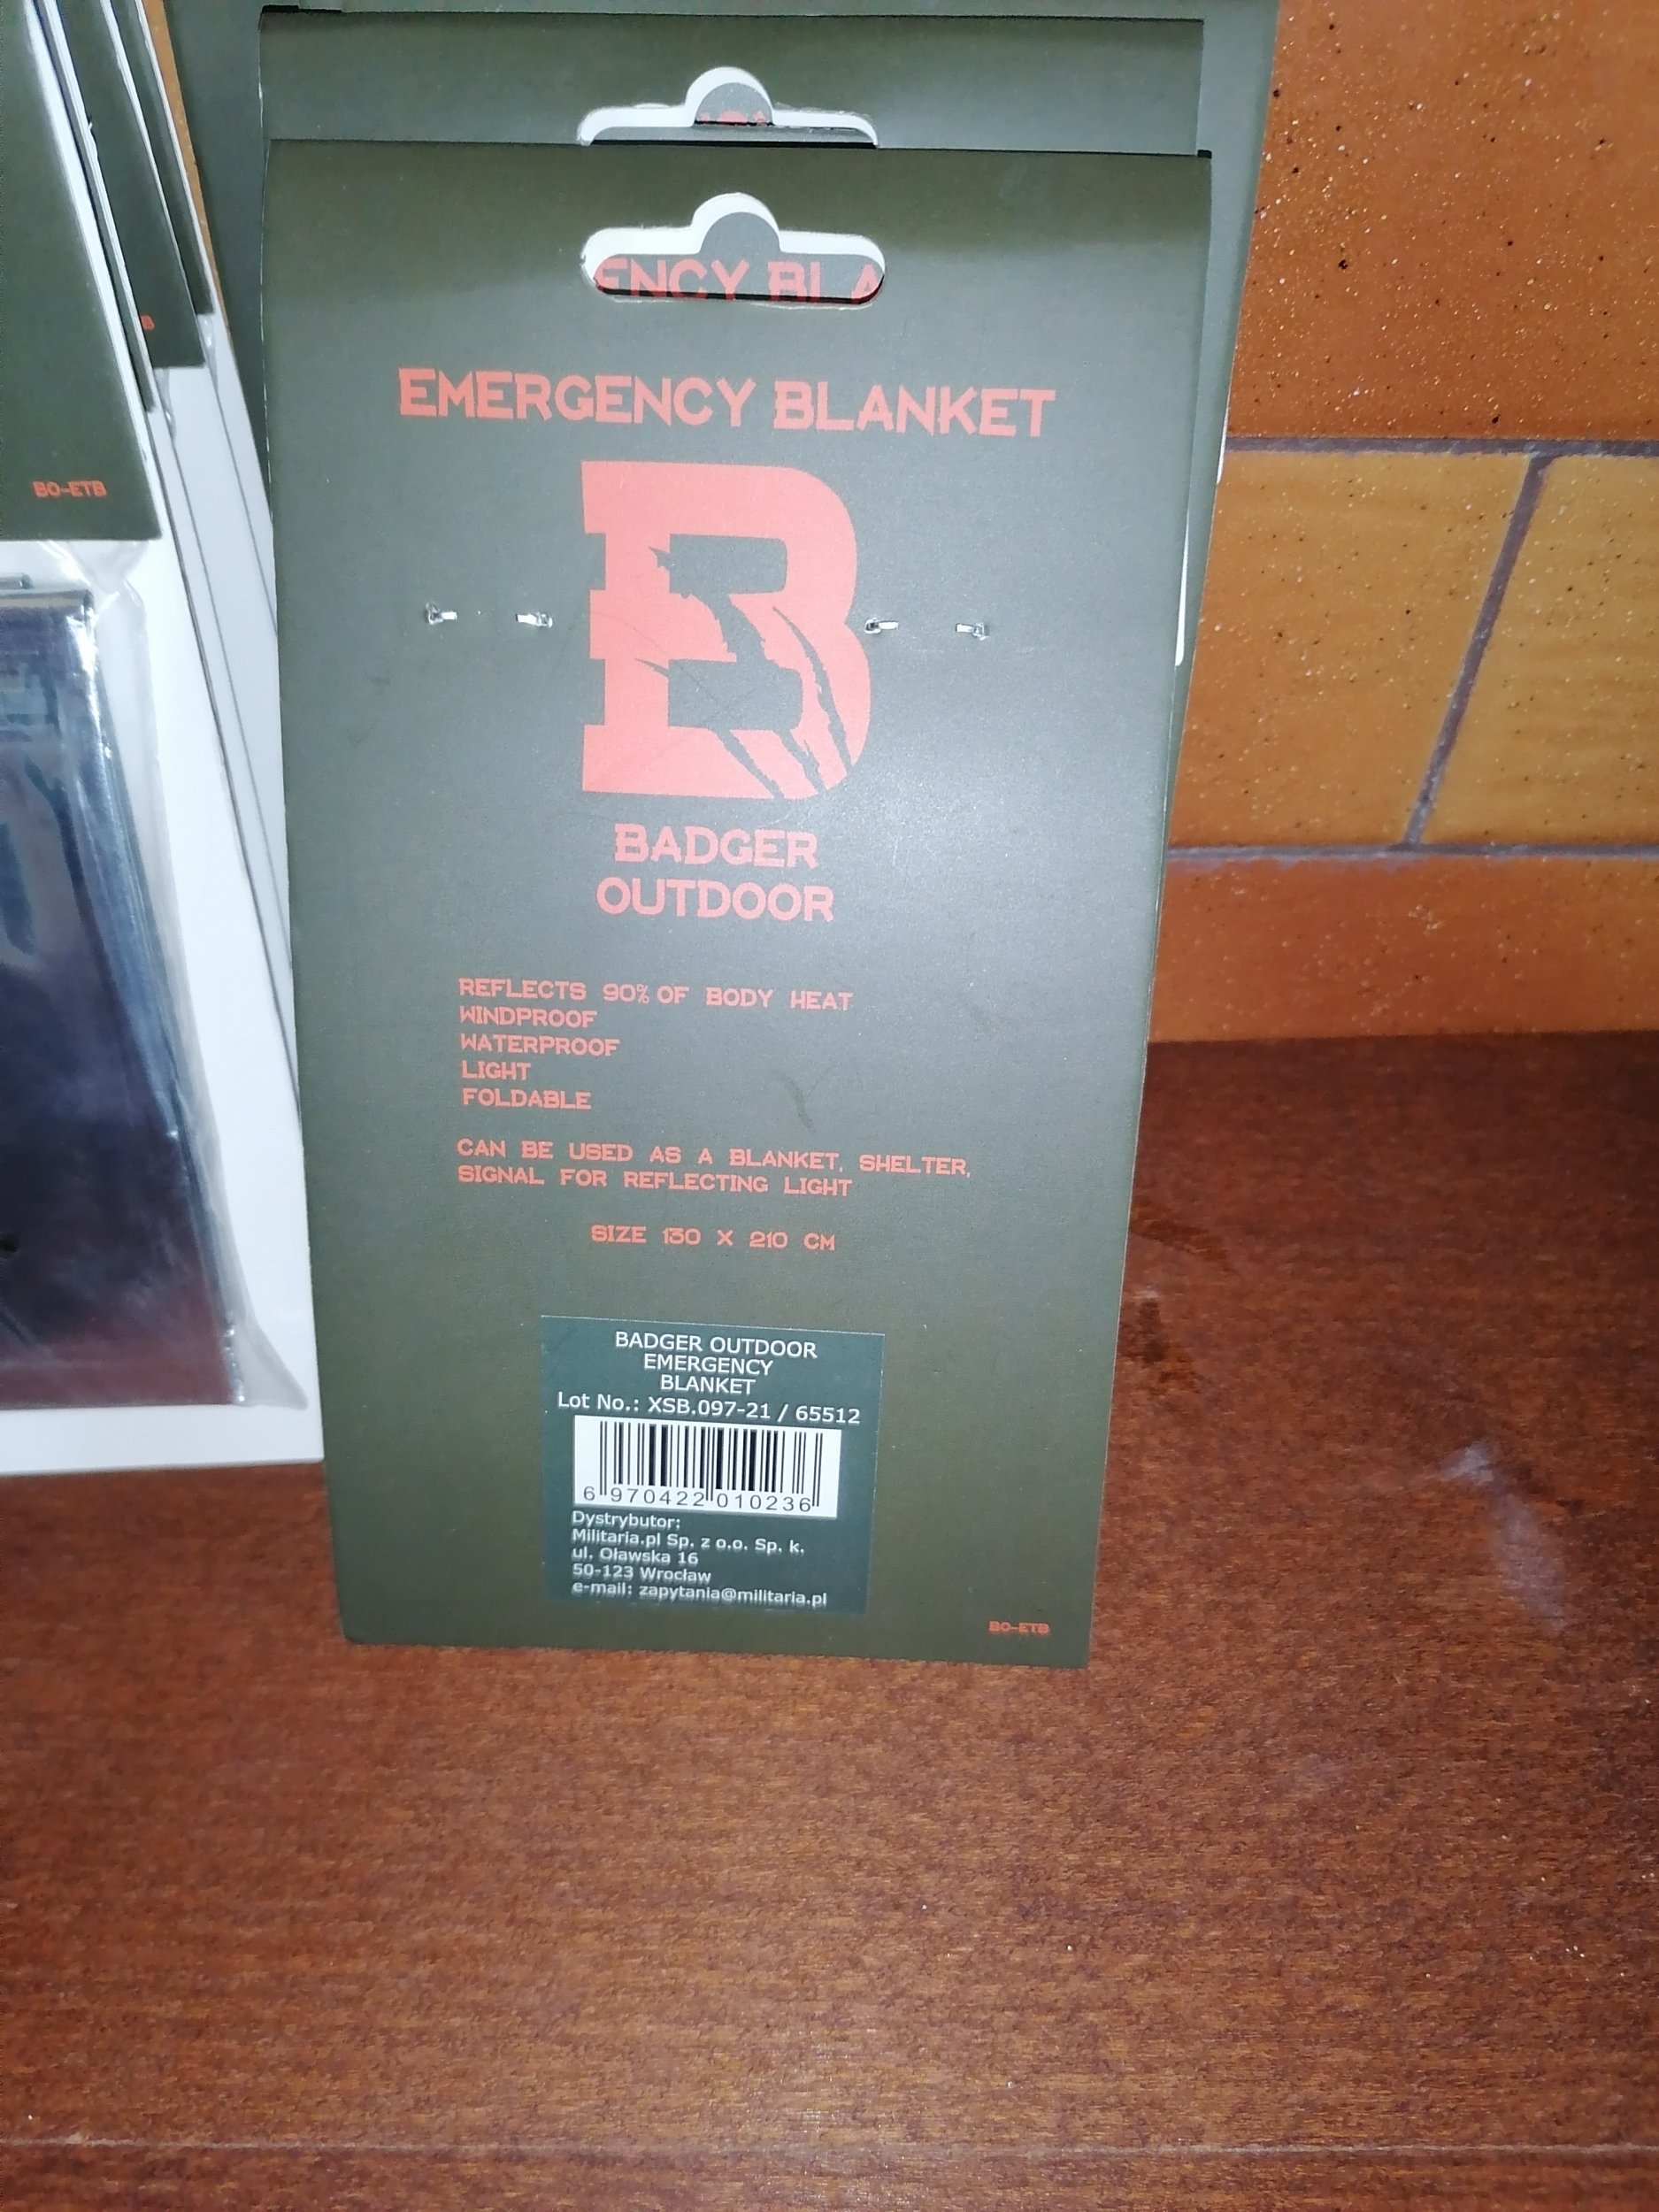 ENCY BLA
EMERGENCY BLANKET
BADGER
OUTDOOR
REFLECTS 90% OF BODY HEAT
WINDPROOF
WATERPROOF
LIGHT
FOLDABLE
CAN BE USED AS A BLANKET, SHELTER,
SIGNAL FOR REFLECTING LIGHT
SIZE 130 X 210 CM
BADGER OUTDOOR
EMERGENCY
BLANKET
Lot No.: XSB.097-21 / 65512
6 970422 010236
Dystrybutor:
Militaria.pl Sp. z o.o. Sp. k.
ul. Oławska 16
50-123 Wrocław
e-mail: zapytania@militaria.pl
BO-ETB
BO-ETB